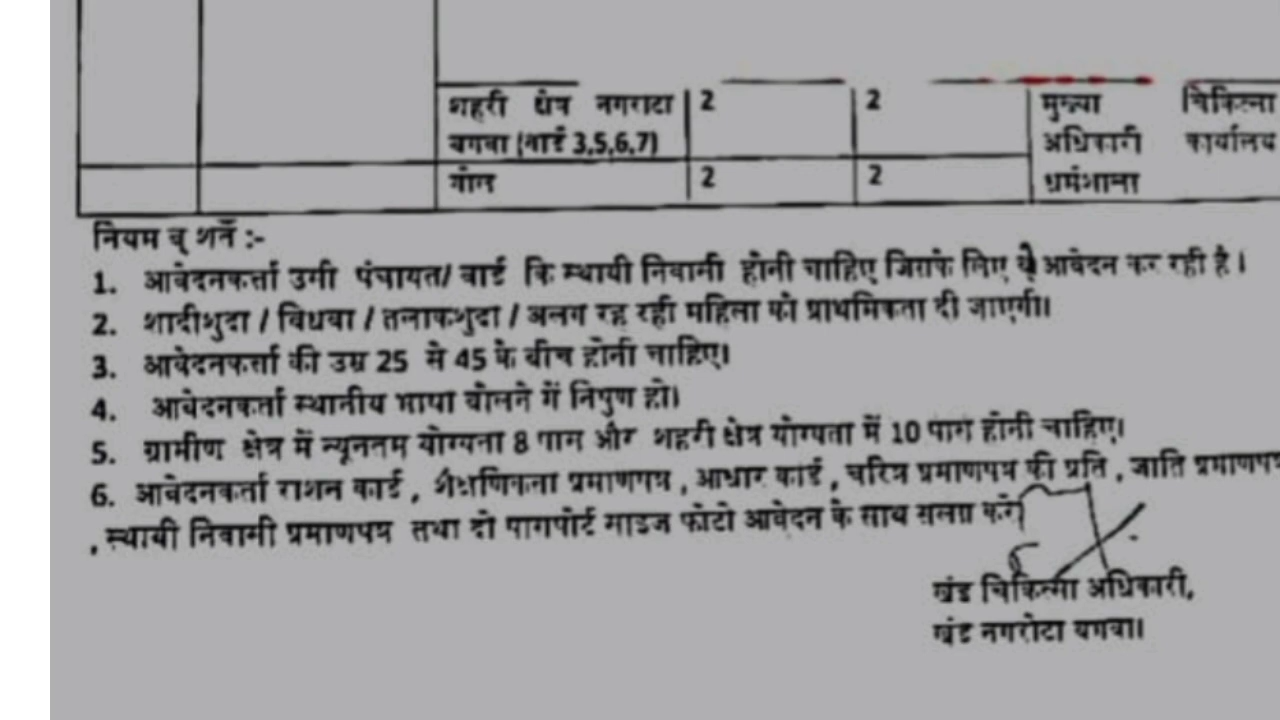 शहरी क्षेत्र नगरोटा 2 2 मुख्या चिकित्सा
बगवा (वार्ड 3,5,6,7) अधिकारी कार्यालय
2 2 धर्मशाला
नियम व् शर्ते :-
1. आवेदनकर्ता उसी पंचायत/ वार्ड कि स्थायी निवासी होनी चाहिए जिसके लिए वे आवेदन कर रही है।
2. शादीशुदा / विधवा / तलाकशुदा / अलग रह रही महिला को प्राथमिकता दी जाएगी।
3. आवेदनकर्ता की उम्र 25 से 45 के बीच होनी चाहिए।
4. आवेदनकर्ता स्थानीय भाषा बोलने में निपुण हो।
5. ग्रामीण क्षेत्र में न्यूनतम योग्यता 8 पास और शहरी क्षेत्र योग्यता में 10 पास होनी चाहिए।
6. आवेदनकर्ता राशन कार्ड , शैक्षणिकता प्रमाणपत्र , आधार कार्ड , चरित्र प्रमाणपत्र की प्रति , जाति प्रमाणपत्र
, स्थायी निवासी प्रमाणपत्र तथा दो पासपोर्ट साइज फोटो आवेदन के साथ सलग्न करे।
खंड चिकित्सा अधिकारी,
खंड नगरोटा बगवा।